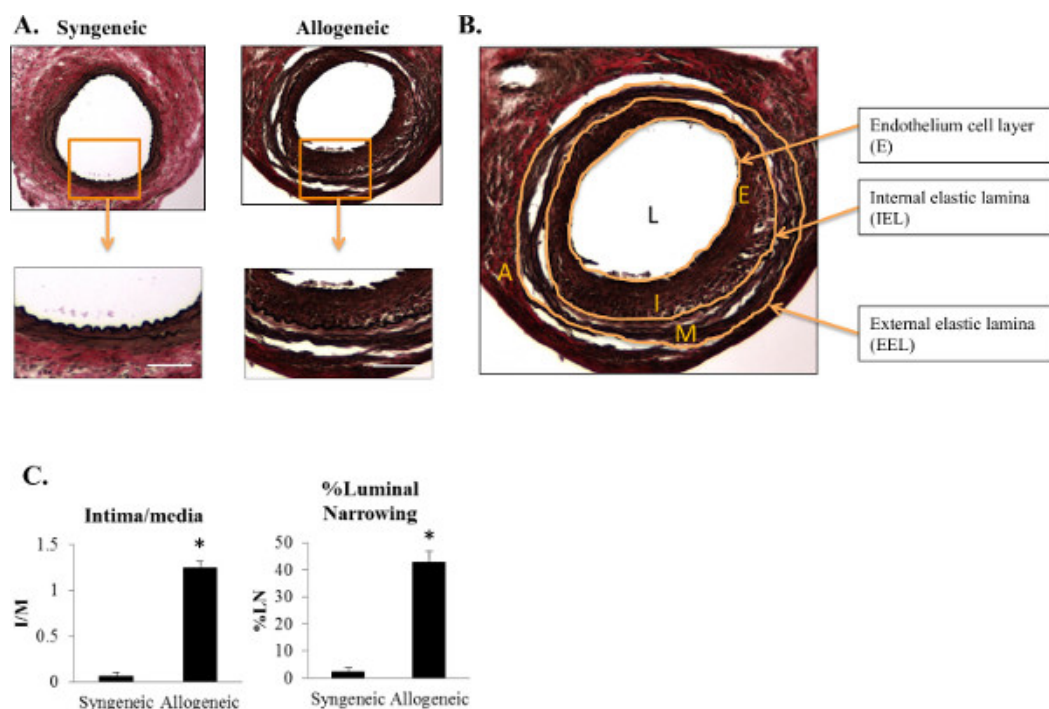 A.
Syngeneic
Allogeneic
B.
Endothelium cell layer
(E)
Internal elastic lamina
(IEL)
External elastic lamina
(EEL)
L
E
A
I
M
C.
Intima/media
1.5
1
0.5
0
I/M
*
Syngeneic Allogeneic
%Luminal
Narrowing
50
40
30
20
10
0
%LN
*
Syngeneic Allogeneic